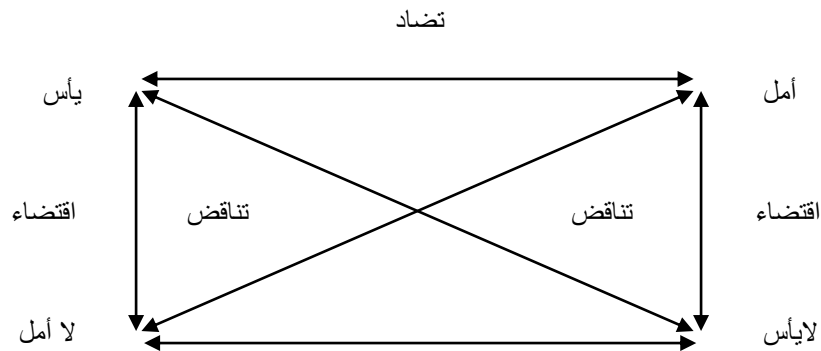 تضاد
أمل
يأس
اقتضاء
تناقض
تناقض
اقتضاء
لايأس
لا أمل